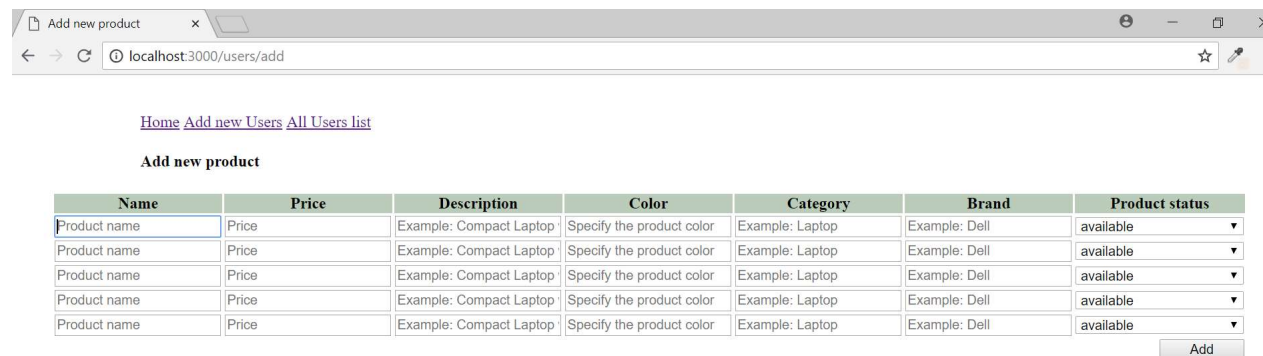 Add new product
localhost:3000/users/add
Home Add new Users All Users list
Add new product
Name Price Description Color Category Brand Product status
Product name Price Example: Compact Laptop Specify the product color Example: Laptop Example: Dell available
Product name Price Example: Compact Laptop Specify the product color Example: Laptop Example: Dell available
Product name Price Example: Compact Laptop Specify the product color Example: Laptop Example: Dell available
Product name Price Example: Compact Laptop Specify the product color Example: Laptop Example: Dell available
Product name Price Example: Compact Laptop Specify the product color Example: Laptop Example: Dell available
Add